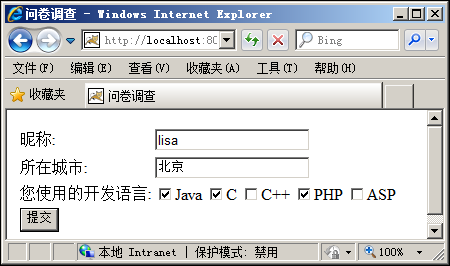 问卷调查 - Windows Internet Explorer
http://localhost:80
Bing
文件(F) 编辑(E) 查看(V) 收藏夹(A) 工具(T) 帮助(H)
收藏夹 问卷调查
昵称: lisa
所在城市: 北京
您使用的开发语言: Java C C++ PHP ASP
提交
本地 Intranet | 保护模式: 禁用 100%